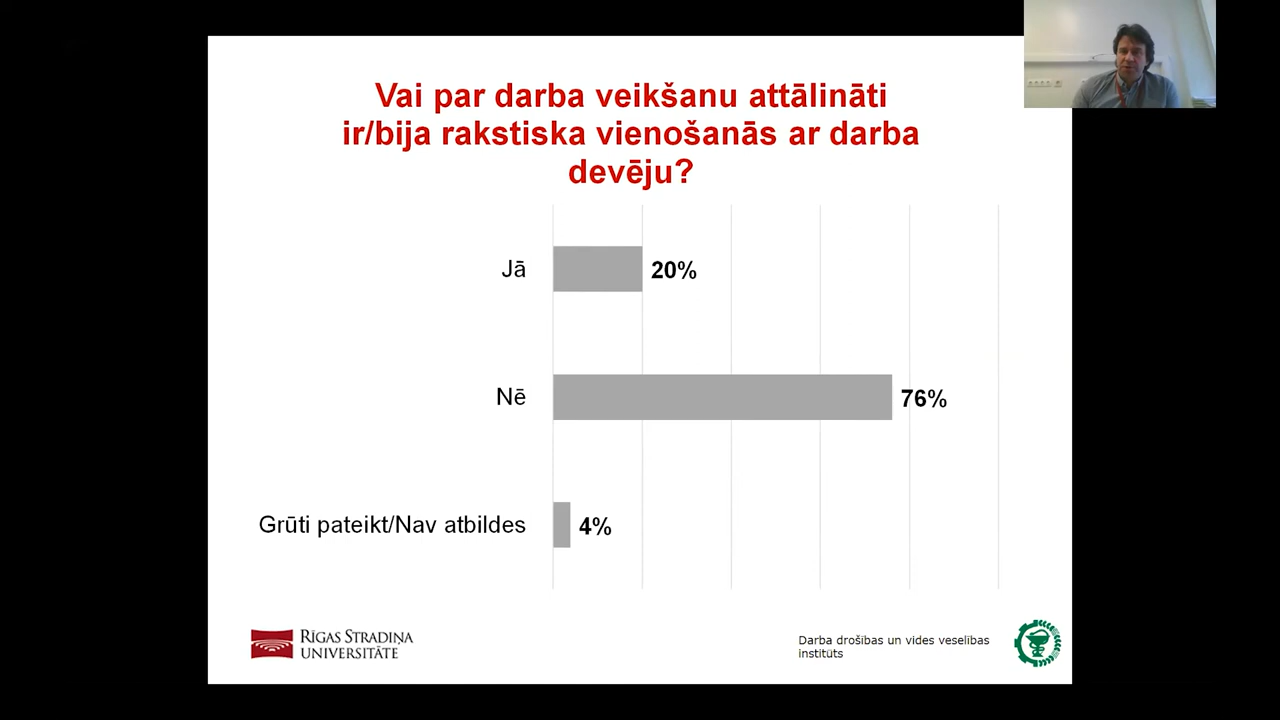 Vai par darba veikšanu attālināti
ir/bija rakstiska vienošanās ar darba
devēju?
Jā
20%
Nē
76%
Grūti pateikt/Nav atbildes
4%
RĪGAS STRADIŅA
UNIVERSITĀTE
Darba drošības un vides veselības
institūts